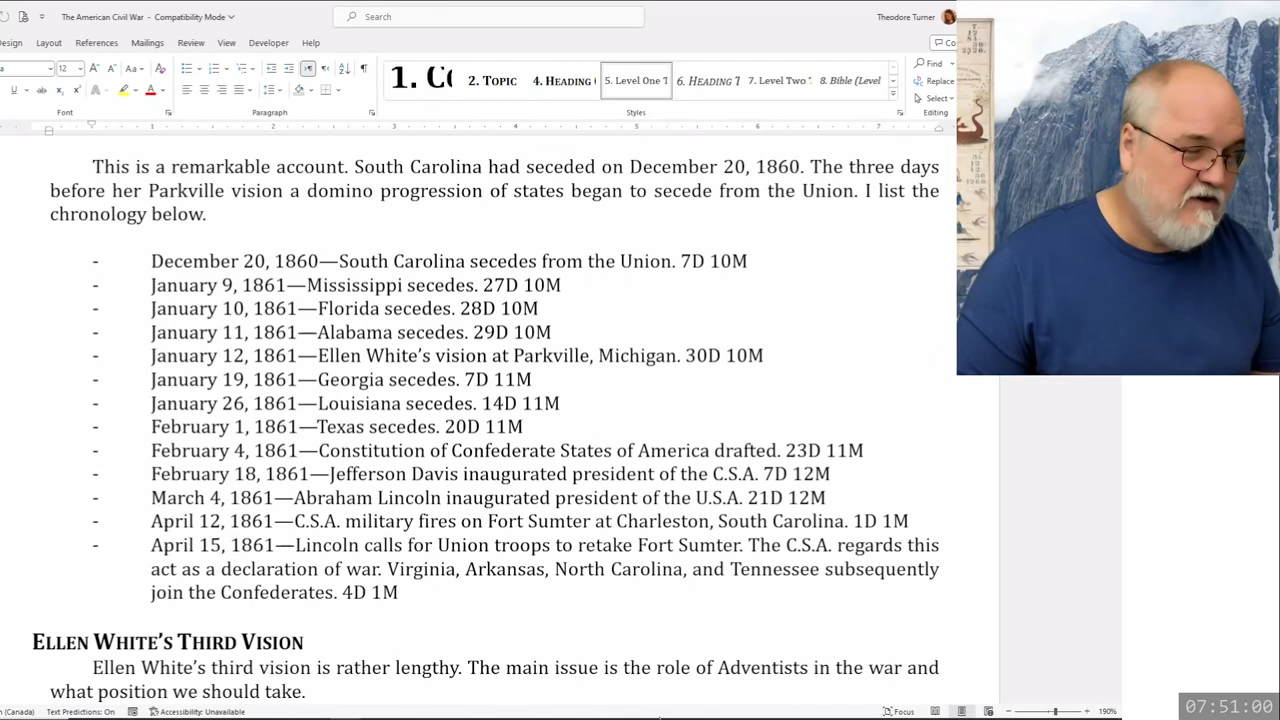 The American Civil War - Compatibility Mode
Search
Theodore Turner
Design Layout References Mailings Review View Developer Help
12 Aa
1. Co 2. TOPIC 4. HEADING 5. Level One T 6. HEADING T 7. Level Two 8. Bible (Level
Find
Replace
Select
Font Paragraph Styles
1 2 3 4 5 6 7
This is a remarkable account. South Carolina had seceded on December 20, 1860. The three days
before her Parkville vision a domino progression of states began to secede from the Union. I list the
chronology below.
- December 20, 1860—South Carolina secedes from the Union. 7D 10M
- January 9, 1861—Mississippi secedes. 27D 10M
- January 10, 1861—Florida secedes. 28D 10M
- January 11, 1861—Alabama secedes. 29D 10M
- January 12, 1861—Ellen White’s vision at Parkville, Michigan. 30D 10M
- January 19, 1861—Georgia secedes. 7D 11M
- January 26, 1861—Louisiana secedes. 14D 11M
- February 1, 1861—Texas secedes. 20D 11M
- February 4, 1861—Constitution of Confederate States of America drafted. 23D 11M
- February 18, 1861—Jefferson Davis inaugurated president of the C.S.A. 7D 12M
- March 4, 1861—Abraham Lincoln inaugurated president of the U.S.A. 21D 12M
- April 12, 1861—C.S.A. military fires on Fort Sumter at Charleston, South Carolina. 1D 1M
- April 15, 1861—Lincoln calls for Union troops to retake Fort Sumter. The C.S.A. regards this
act as a declaration of war. Virginia, Arkansas, North Carolina, and Tennessee subsequently
join the Confederates. 4D 1M
ELLEN WHITE’S THIRD VISION
Ellen White’s third vision is rather lengthy. The main issue is the role of Adventists in the war and
what position we should take.
(Canada) Text Predictions: On Accessibility: Unavailable Focus 190%
07:51:00